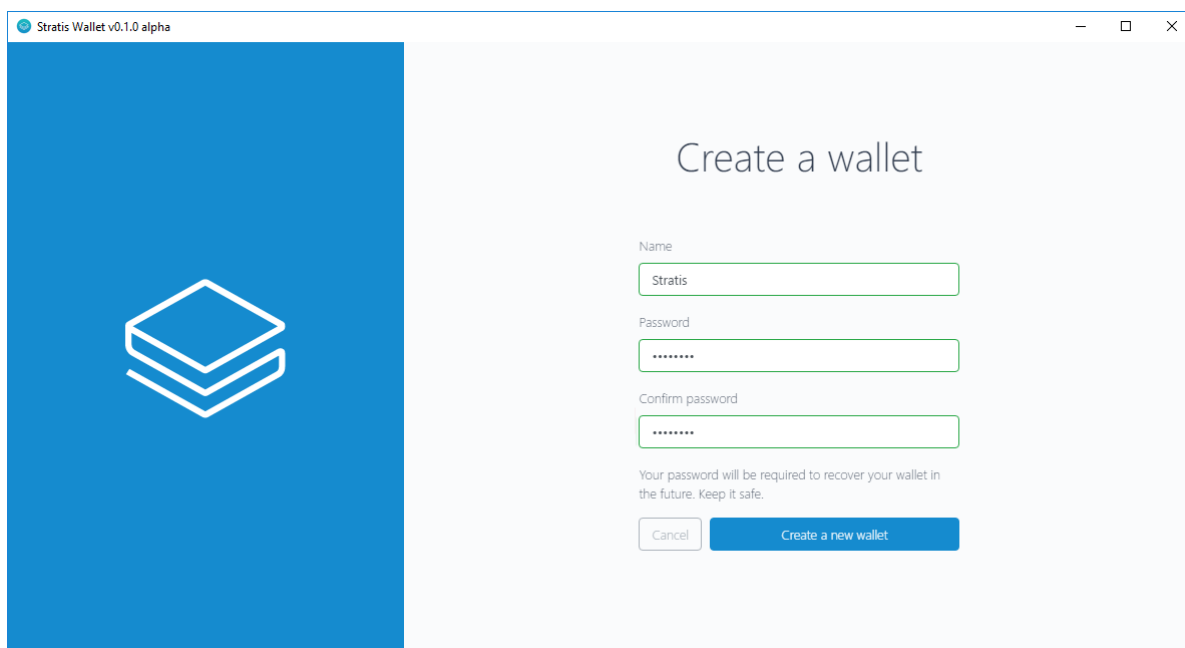 Stratis Wallet v0.1.0 alpha
Create a wallet
Name
Stratis
Password
••••••••
Confirm password
••••••••
Your password will be required to recover your wallet in
the future. Keep it safe.
Cancel
Create a new wallet